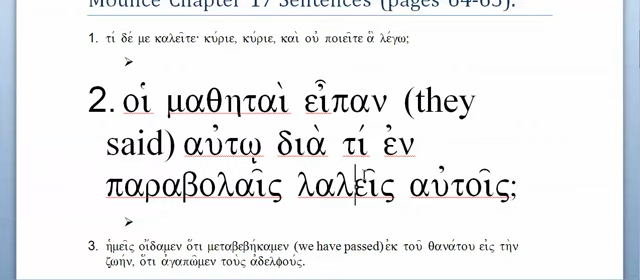 Mounce Chapter 17 Sentences (pages 64-65):
1. τί δέ με καλεῖτε· κύριε, κύριε, καὶ οὐ ποιεῖτε ἃ λέγω;
2. οἱ μαθηταὶ εἶπαν (they
said) αὐτῳ διὰ τί ἐν
παραβολαῖς λαλεῖς αὐτοῖς;
3. ἡμεῖς οἴδαμεν ὅτι μεταβεβήκαμεν (we have passed) ἐκ τοῦ θανάτου εἰς τὴν
ζωήν, ὅτι ἀγαπῶμεν τοὺς ἀδελφούς.